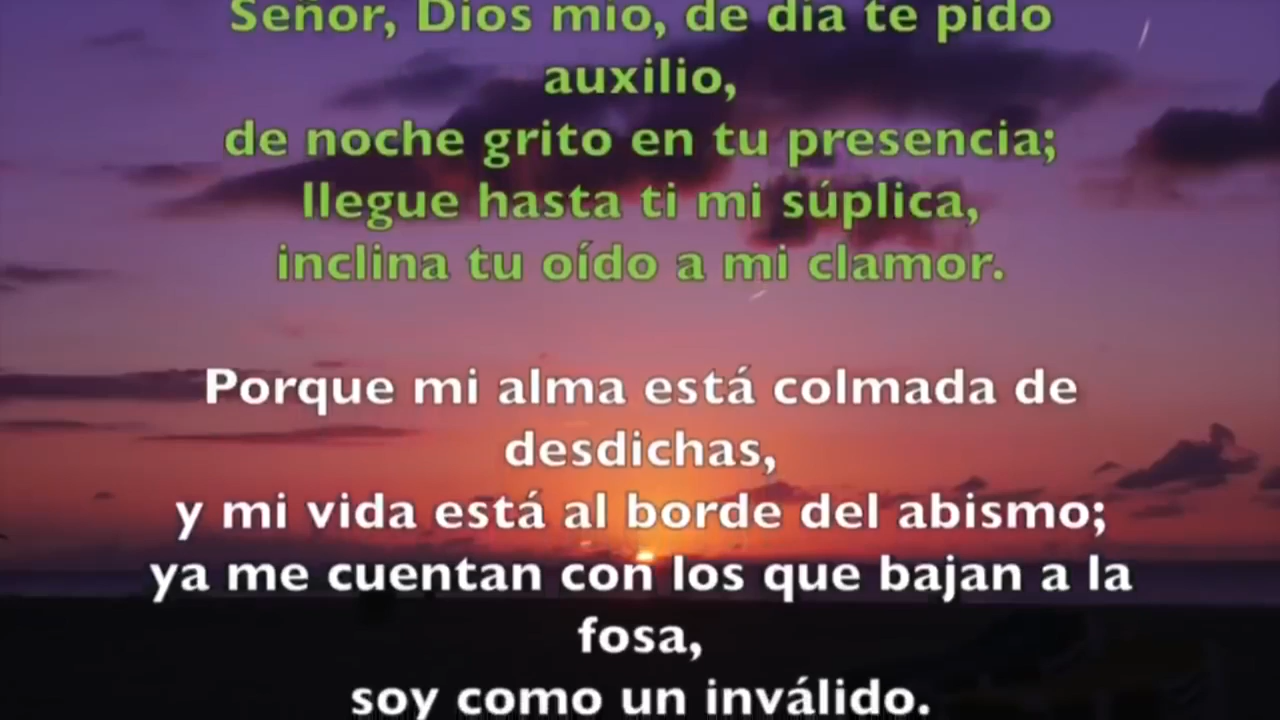 Señor, Dios mío, de día te pido
auxilio,
de noche grito en tu presencia;
llegue hasta ti mi súplica,
inclina tu oído a mi clamor.
Porque mi alma está colmada de
desdichas,
y mi vida está al borde del abismo;
ya me cuentan con los que bajan a la
fosa,
soy como un inválido.